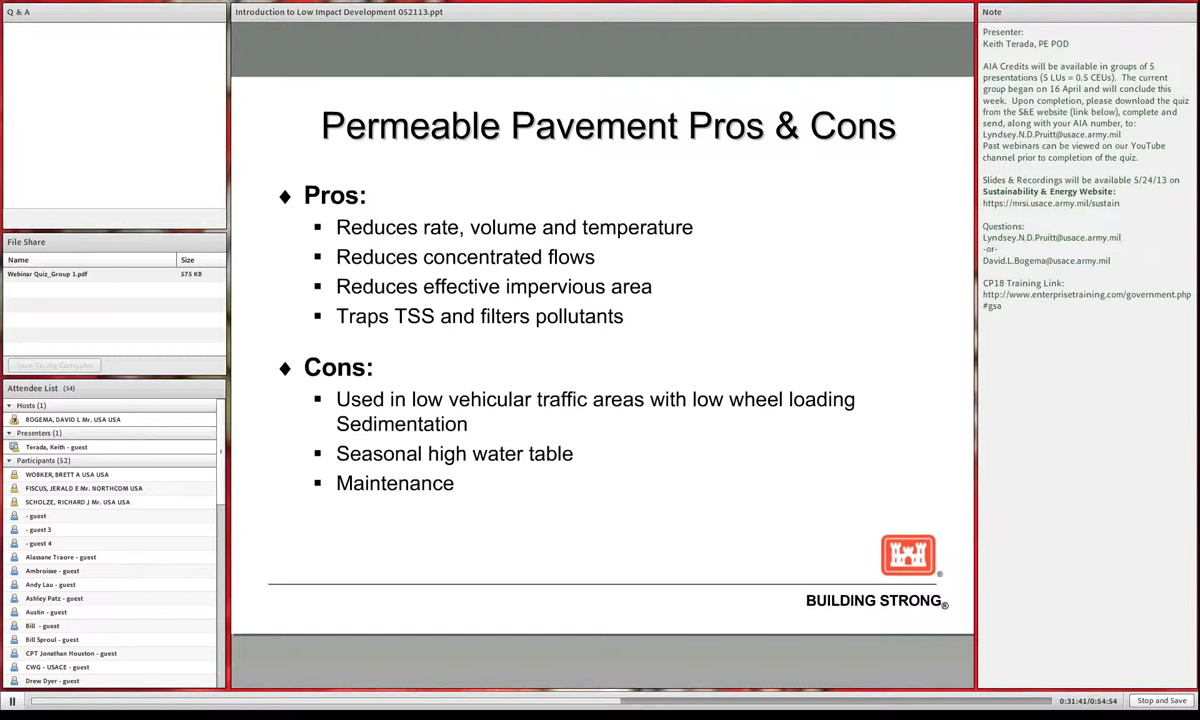 Q & A
File Share
Name Size
Webinar Quiz_Group 1.pdf 575 KB
Save To My Computer
Attendee List (54)
Hosts (1)
BOGEMA, DAVID L Mr. USA USA
Presenters (1)
Terada, Keith - guest
Participants (52)
WOBKER, BRETT A USA USA
FISCUS, JERALD E Mr. NORTHCOM USA
SCHOLZE, RICHARD J Mr. USA USA
- guest
- guest 3
- guest 4
Alassane Traore - guest
Ambroisse - guest
Andy Lau - guest
Ashley Patz - guest
Austin - guest
Bill - guest
Bill Sproul - guest
CPT Jonathan Houston - guest
CWG - USACE - guest
Drew Dyer - guest
Introduction to Low Impact Development 052113.ppt
Permeable Pavement Pros & Cons
Pros:
Reduces rate, volume and temperature
Reduces concentrated flows
Reduces effective impervious area
Traps TSS and filters pollutants
Cons:
Used in low vehicular traffic areas with low wheel loading
Sedimentation
Seasonal high water table
Maintenance
®
BUILDING STRONG®
Note
Presenter:
Keith Terada, PE POD
AIA Credits will be available in groups of 5
presentations (5 LUs = 0.5 CEUs). The current
group began on 16 April and will conclude this
week. Upon completion, please download the quiz
from the S&E website (link below), complete and
send, along with your AIA number, to:
Lyndsey.N.D.Pruitt@usace.army.mil
Past webinars can be viewed on our YouTube
channel prior to completion of the quiz.
Slides & Recordings will be available 5/24/13 on
Sustainability & Energy Website:
https://mrsi.usace.army.mil/sustain
Questions:
Lyndsey.N.D.Pruitt@usace.army.mil
-or-
David.L.Bogema@usace.army.mil
CP18 Training Link:
http://www.enterprisetraining.com/government.php
#gsa
0:31:41/0:54:54
Stop and Save